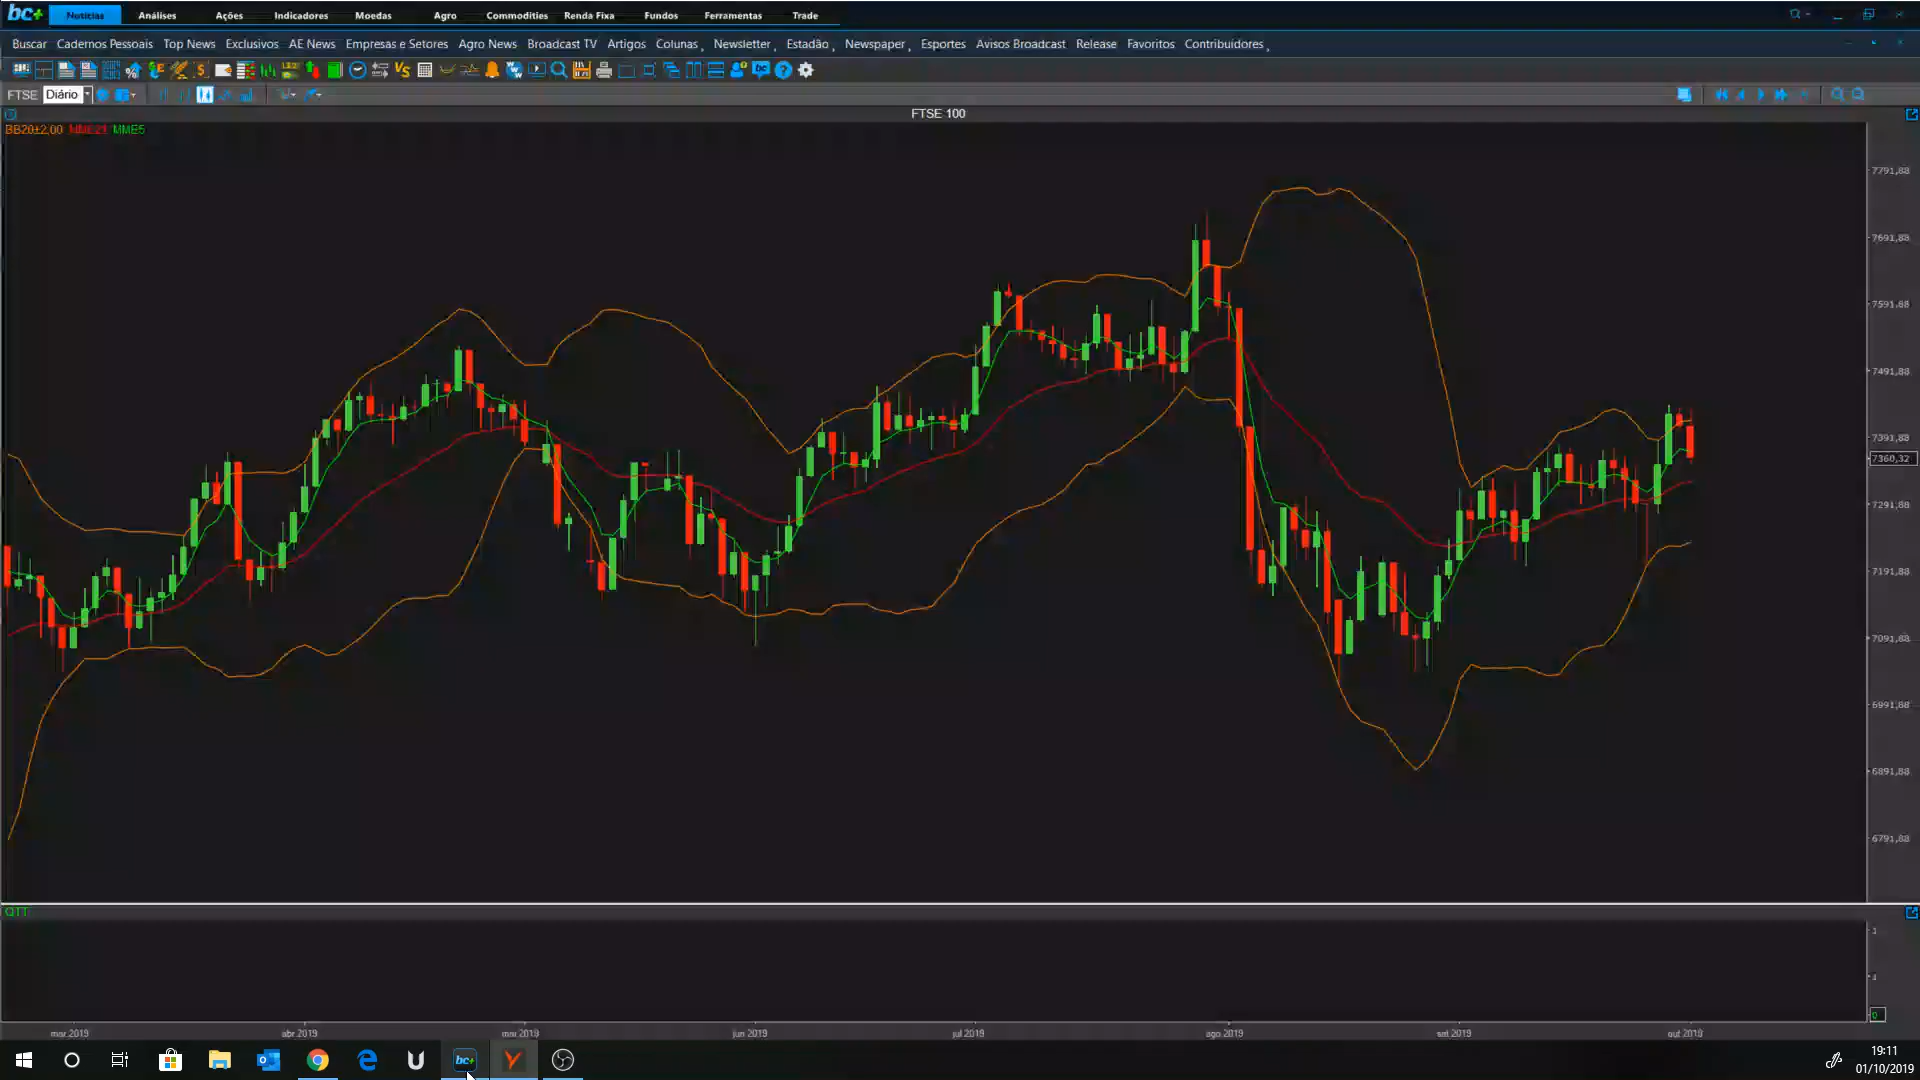 bc+ Notícias Análises Ações Indicadores Moedas Agro Commodities Renda Fixa Fundos Ferramentas Trade
Buscar Cadernos Pessoais Top News Exclusivos AE News Empresas e Setores Agro News Broadcast TV Artigos Colunas Newsletter Estadão Newspaper Esportes Avisos Broadcast Release Favoritos Contribuidores
FTSE Diário
FTSE 100
BB20±2,00 MME21 MME5
7791,88
7691,88
7591,88
7491,88
7391,88
7360,32
7291,88
7191,88
7091,88
6991,88
6891,88
6791,88
QTT
0
mar 2019 abr 2019 mai 2019 jun 2019 jul 2019 ago 2019 set 2019 out 2019
bc+
19:11
01/10/2019